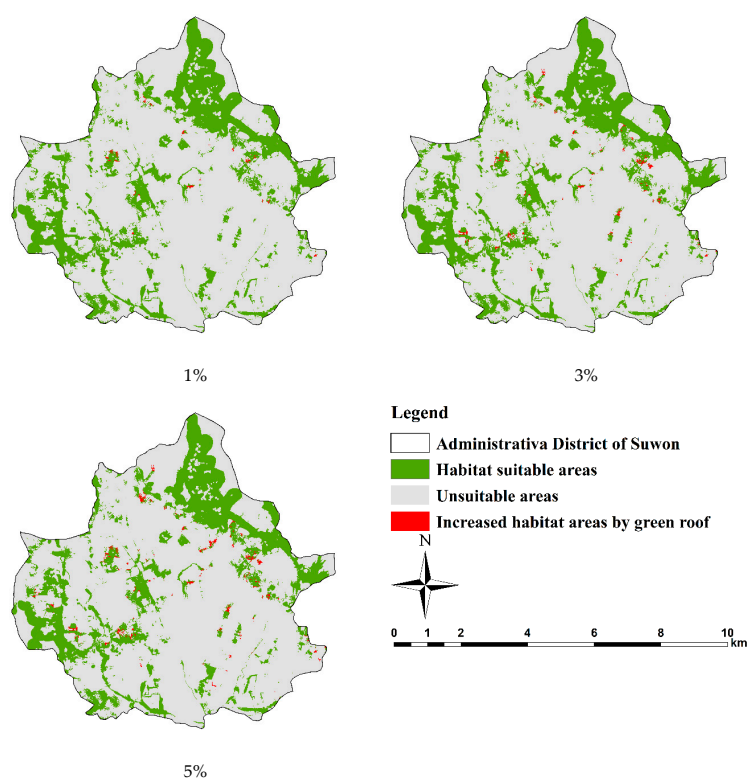 1%
3%
Legend
Administrativa District of Suwon
Habitat suitable areas
Unsuitable areas
Increased habitat areas by green roof
N
0 1 2 4 6 8 10
km
5%